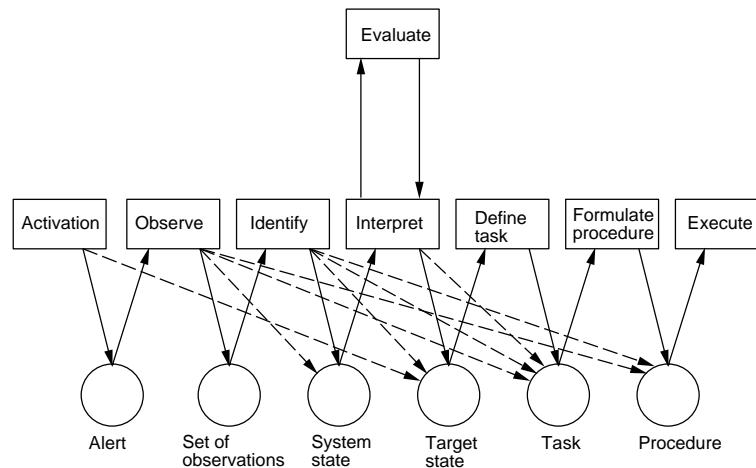 Evaluate
Activation
Observe
Identify
Interpret
Define
task
Formulate
procedure
Execute
Alert
Set of
observations
System
state
Target
state
Task
Procedure